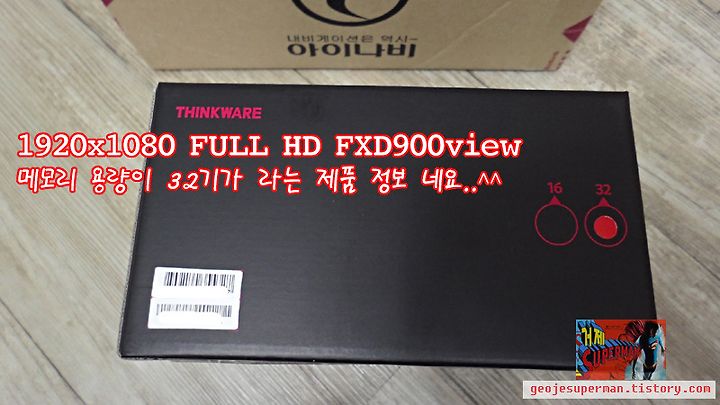 내비게이션은 역시~
아이나비
THINKWARE
1920x1080 FULL HD FXD900view
메모리 용량이 32기가 라는 제품 정보 네요..^^
16 32
거제
SUPERMAN
geojesuperman.tistory.com